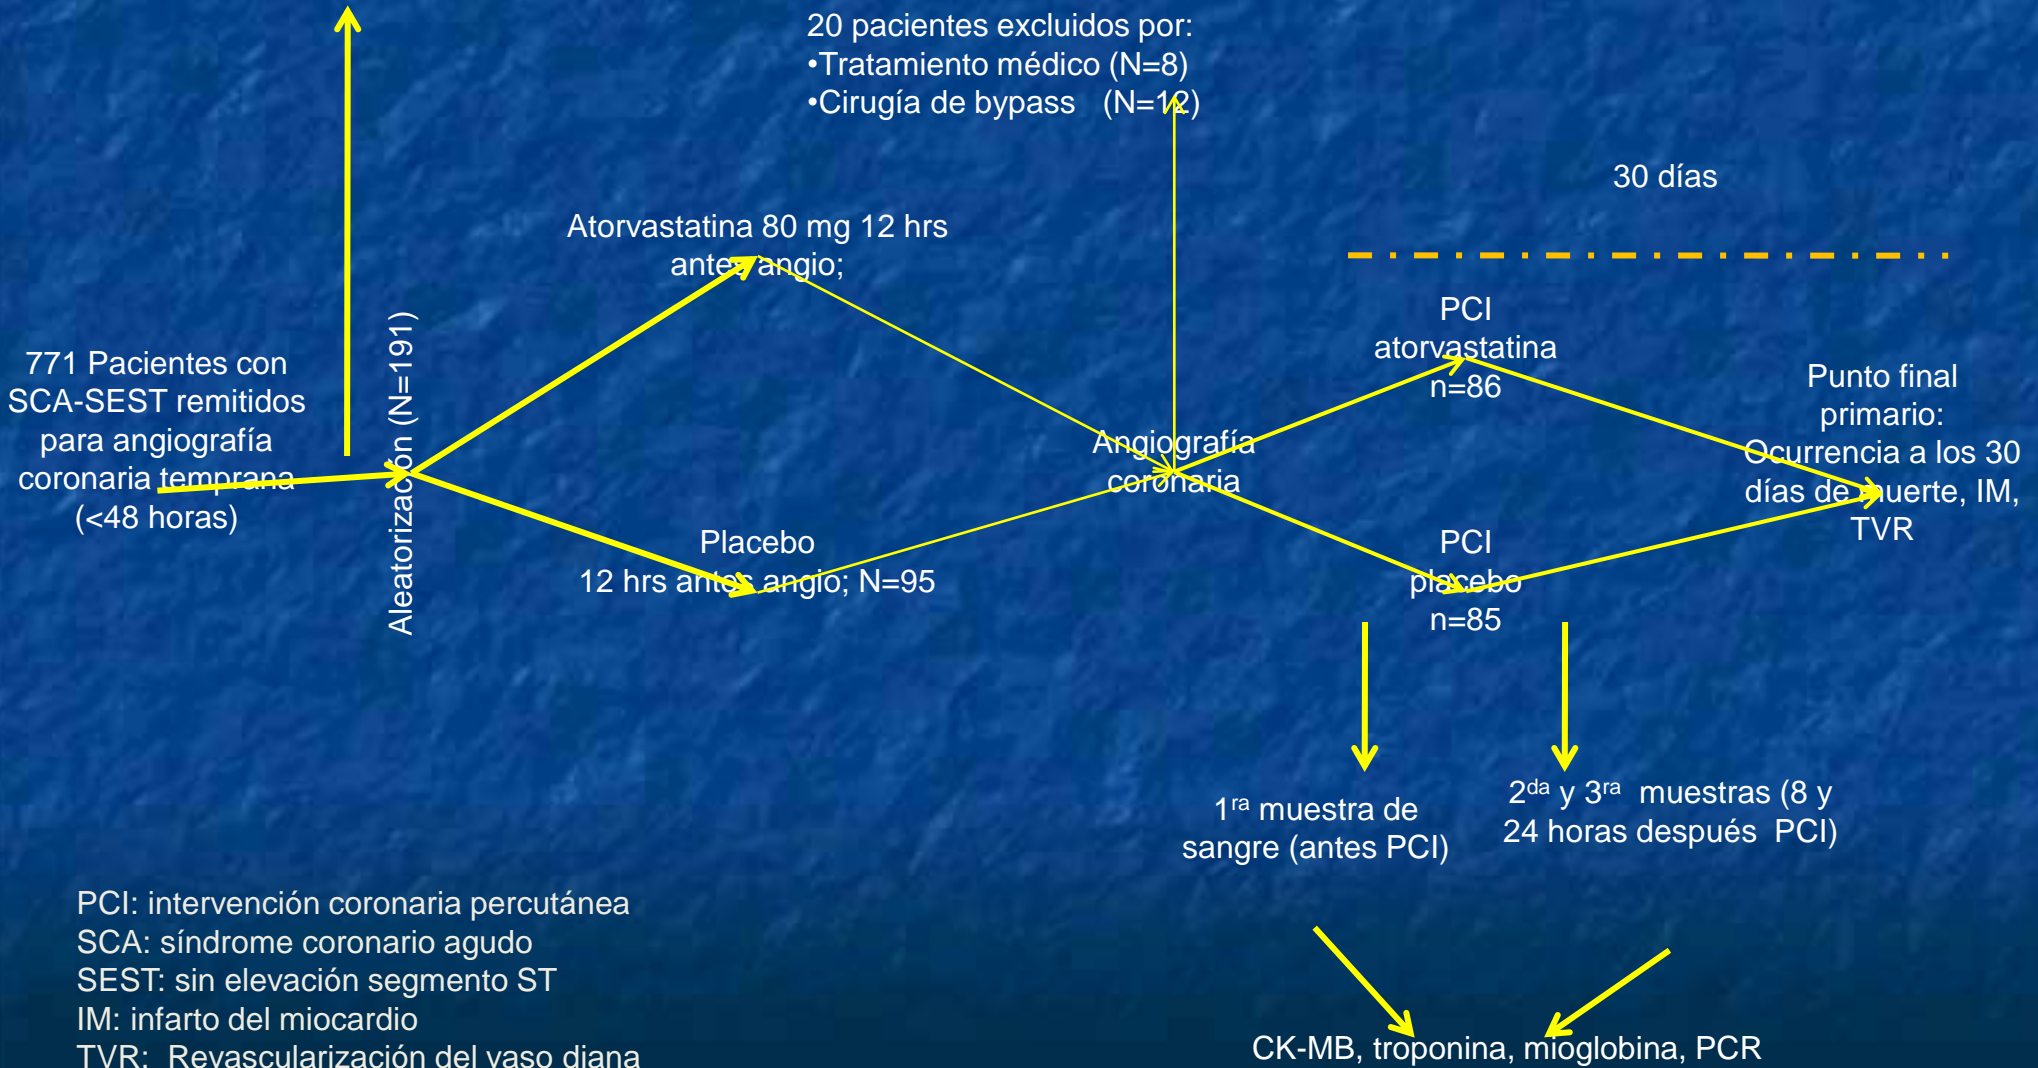 20 pacientes excluidos por:
•Tratamiento médico (N=8)
•Cirugía de bypass (N=12)
30 días
Atorvastatina 80 mg 12 hrs
antes angio;
771 Pacientes con
SCA-SEST remitidos
para angiografía
coronaria temprana
(<48 horas)
Aleatorización (N=191)
Placebo
12 hrs antes angio; N=95
Angiografía
coronaria
PCI
atorvastatina
n=86
PCI
placebo
n=85
Punto final
primario:
Ocurrencia a los 30
días de muerte, IM,
TVR
1ra muestra de
sangre (antes PCI)
2da y 3ra muestras (8 y
24 horas después PCI)
CK-MB, troponina, mioglobina, PCR
PCI: intervención coronaria percutánea
SCA: síndrome coronario agudo
SEST: sin elevación segmento ST
IM: infarto del miocardio
TVR: Revascularización del vaso diana